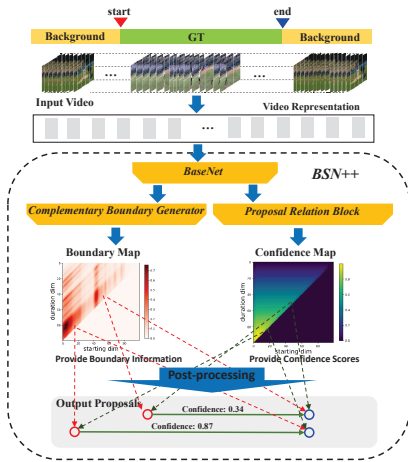 start end
Background GT Background
... ...
Input Video
Video Representation
...
BaseNet
BSN++
Complementary Boundary Generator Proposal Relation Block
Boundary Map Confidence Map
duration dim duration dim
starting dim starting dim
Provide Boundary Information Provide Confidence Scores
Post-processing
Output Proposal
Confidence: 0.34
Confidence: 0.87